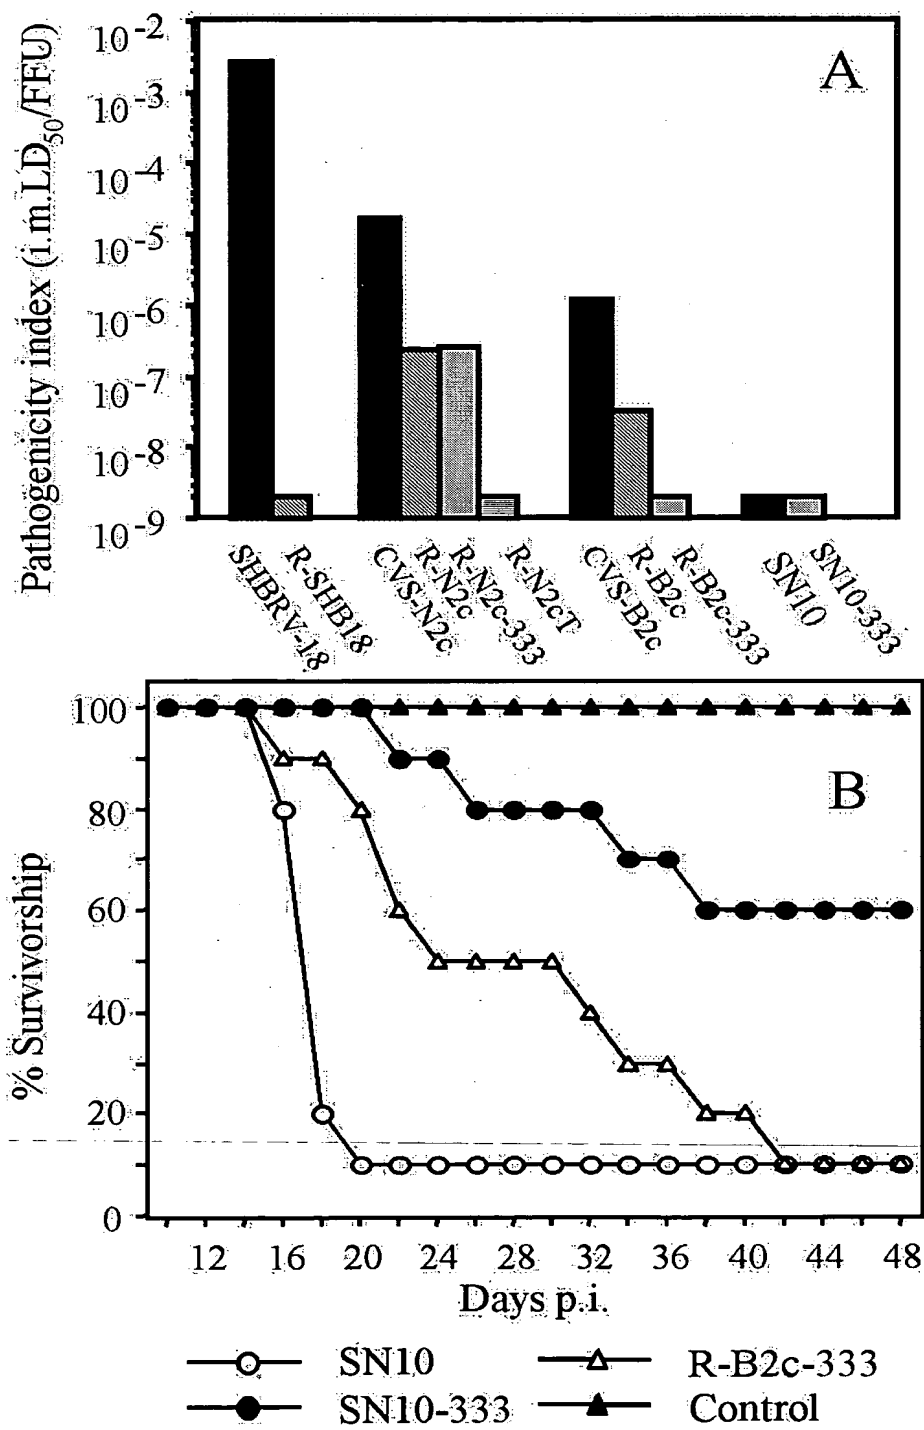 A
Pathogenicity index (i.m.LD50/FFU)
10-2
10-3
10-4
10-5
10-6
10-7
10-8
10-9
SHBRV-18
R-SHB18
CVS-N2c
R-N2c
R-N2c-333
R-N2cT
CVS-B2c
R-B2c
R-B2c-333
SN10
SN10-333
B
% Survivorship
100
80
60
40
20
0
12 16 20 24 28 32 36 40 44 48
Days p.i.
SN10 R-B2c-333
SN10-333 Control